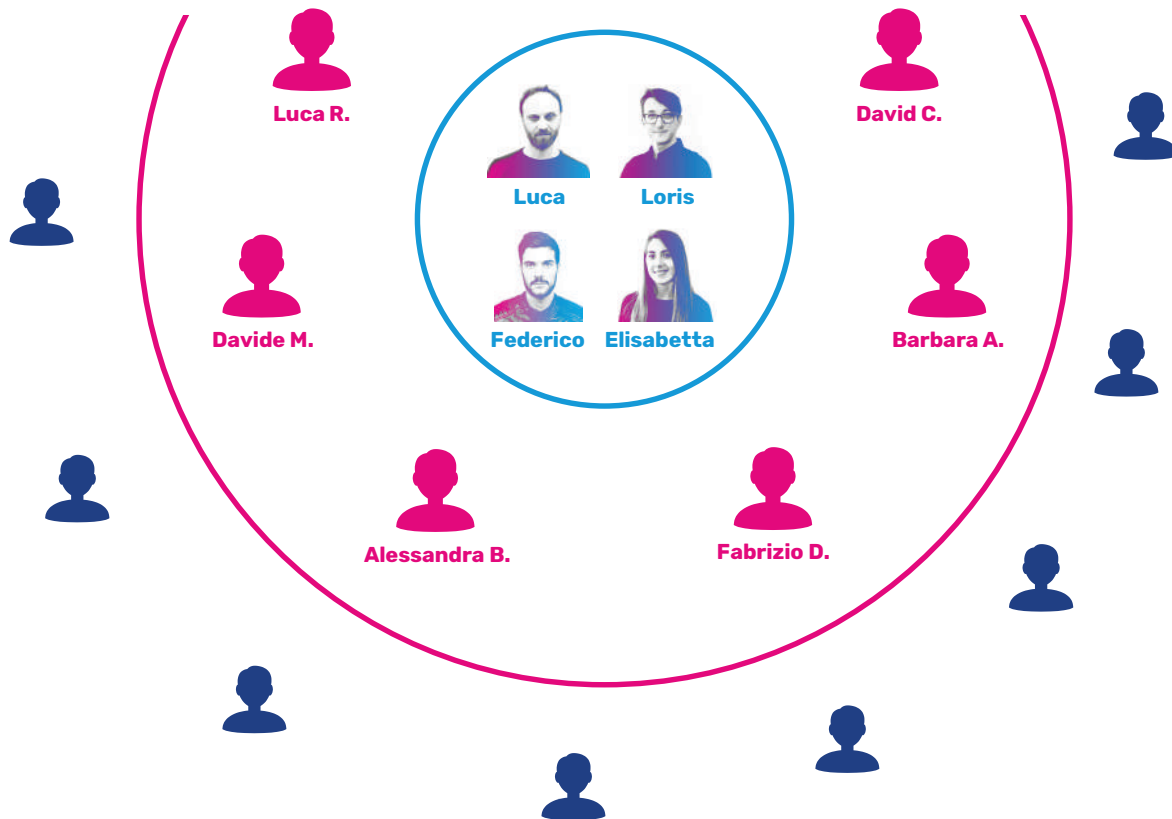 Luca R.
David C.
Luca
Loris
Davide M.
Federico
Elisabetta
Barbara A.
Alessandra B.
Fabrizio D.